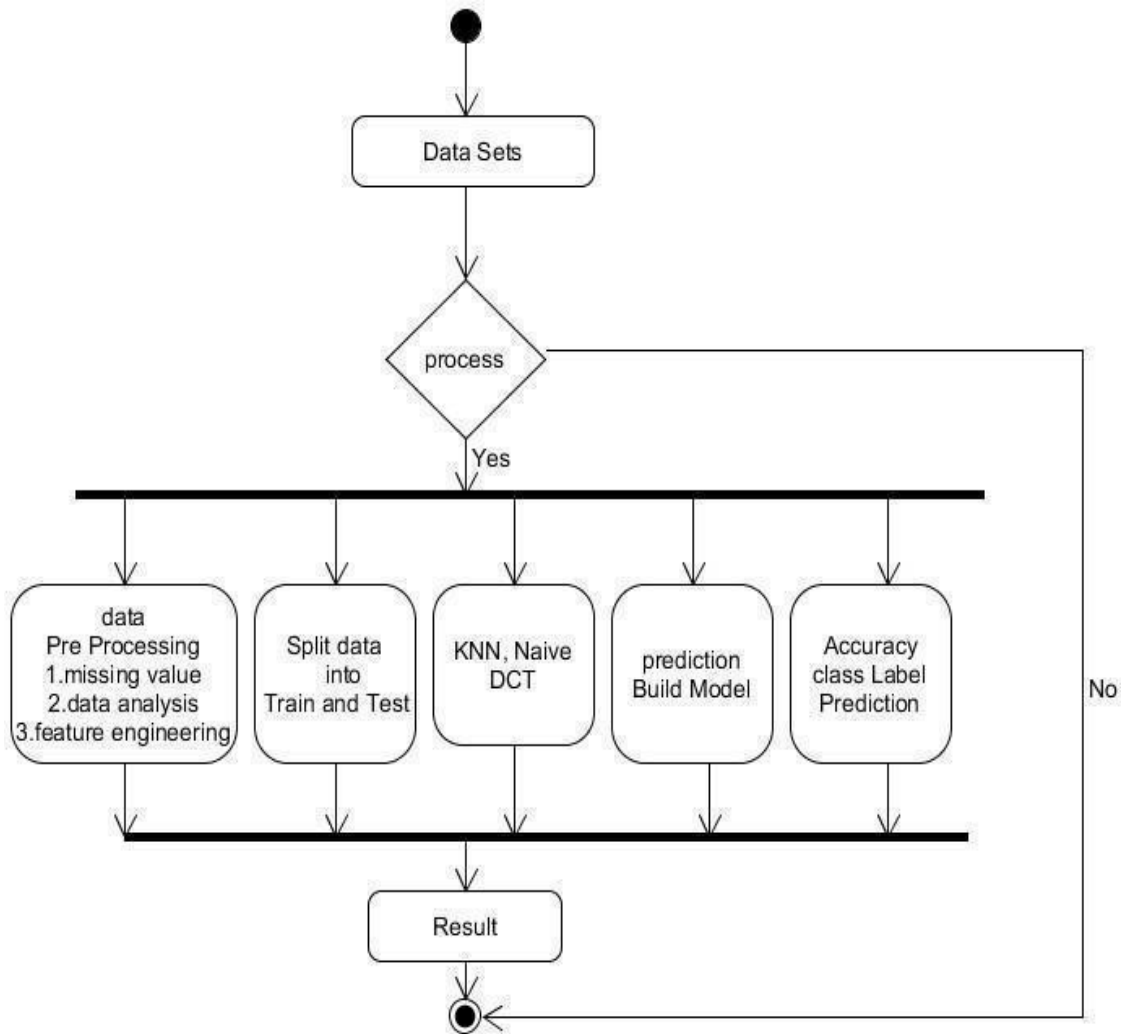 Data Sets
process
Yes
data
Pre Processing
1.missing value
2.data analysis
3.feature engineering
Split data
into
Train and Test
KNN, Naive
DCT
prediction
Build Model
Accuracy
class Label
Prediction
No
Result